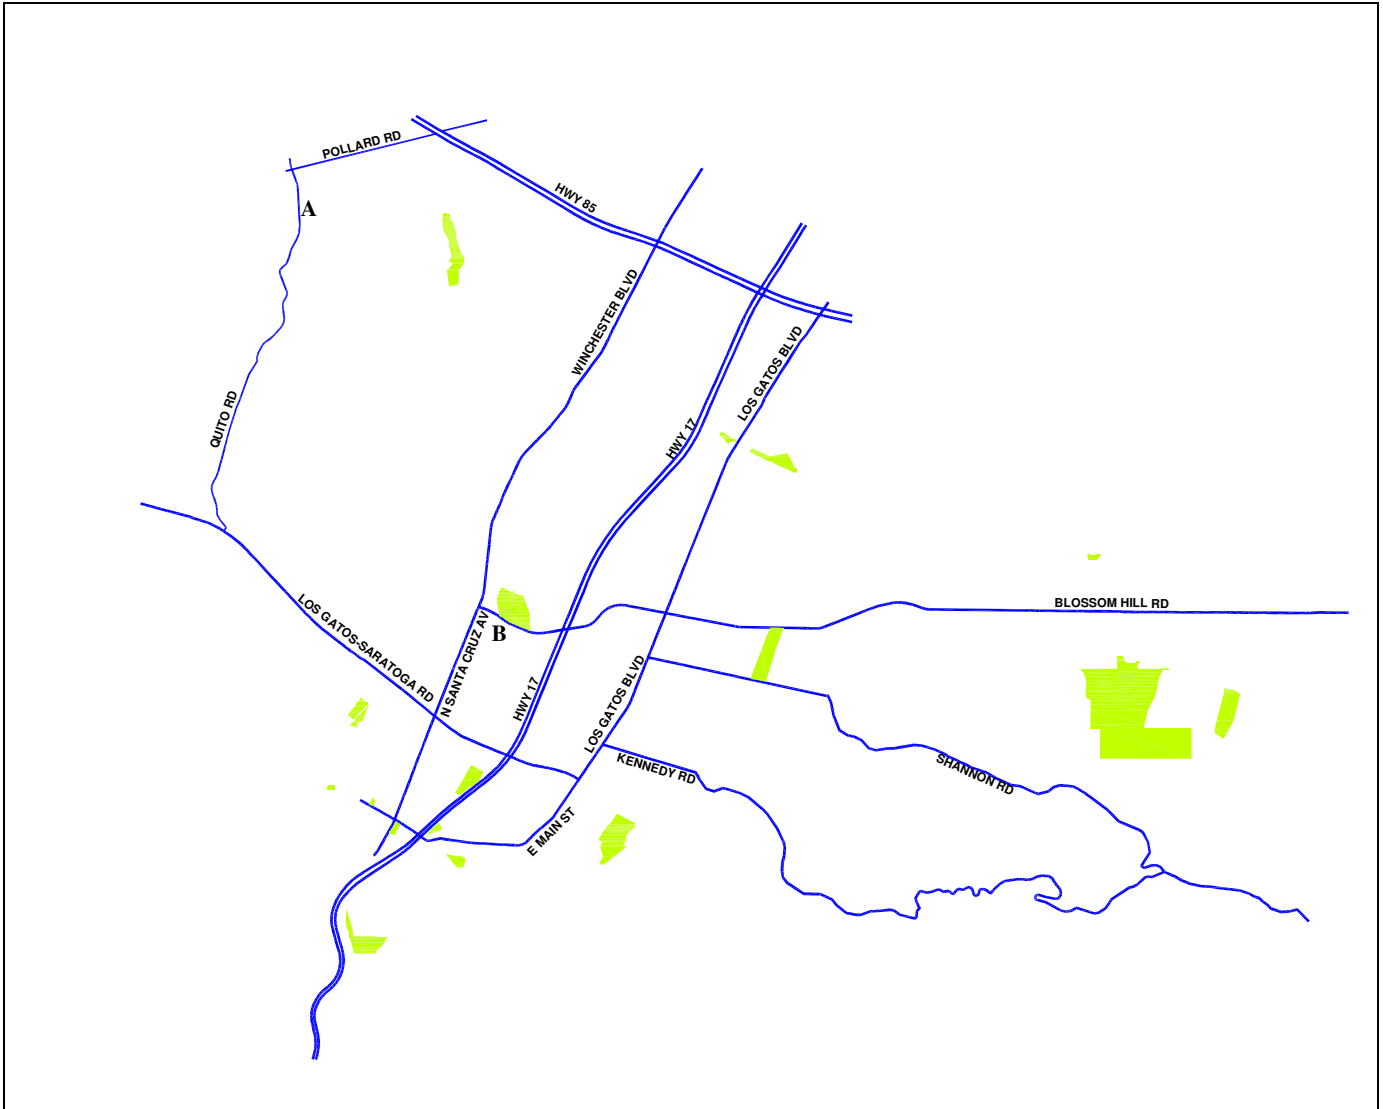 POLLARD RD
HWY 85
A
WINCHESTER BLVD
LOS GATOS BLVD
QUITO RD
HWY 17
BLOSSOM HILL RD
LOS GATOS-SARATOGA RD
B
N SANTA CRUZ AV
HWY 17
LOS GATOS BLVD
KENNEDY RD
SHANNON RD
E MAIN ST